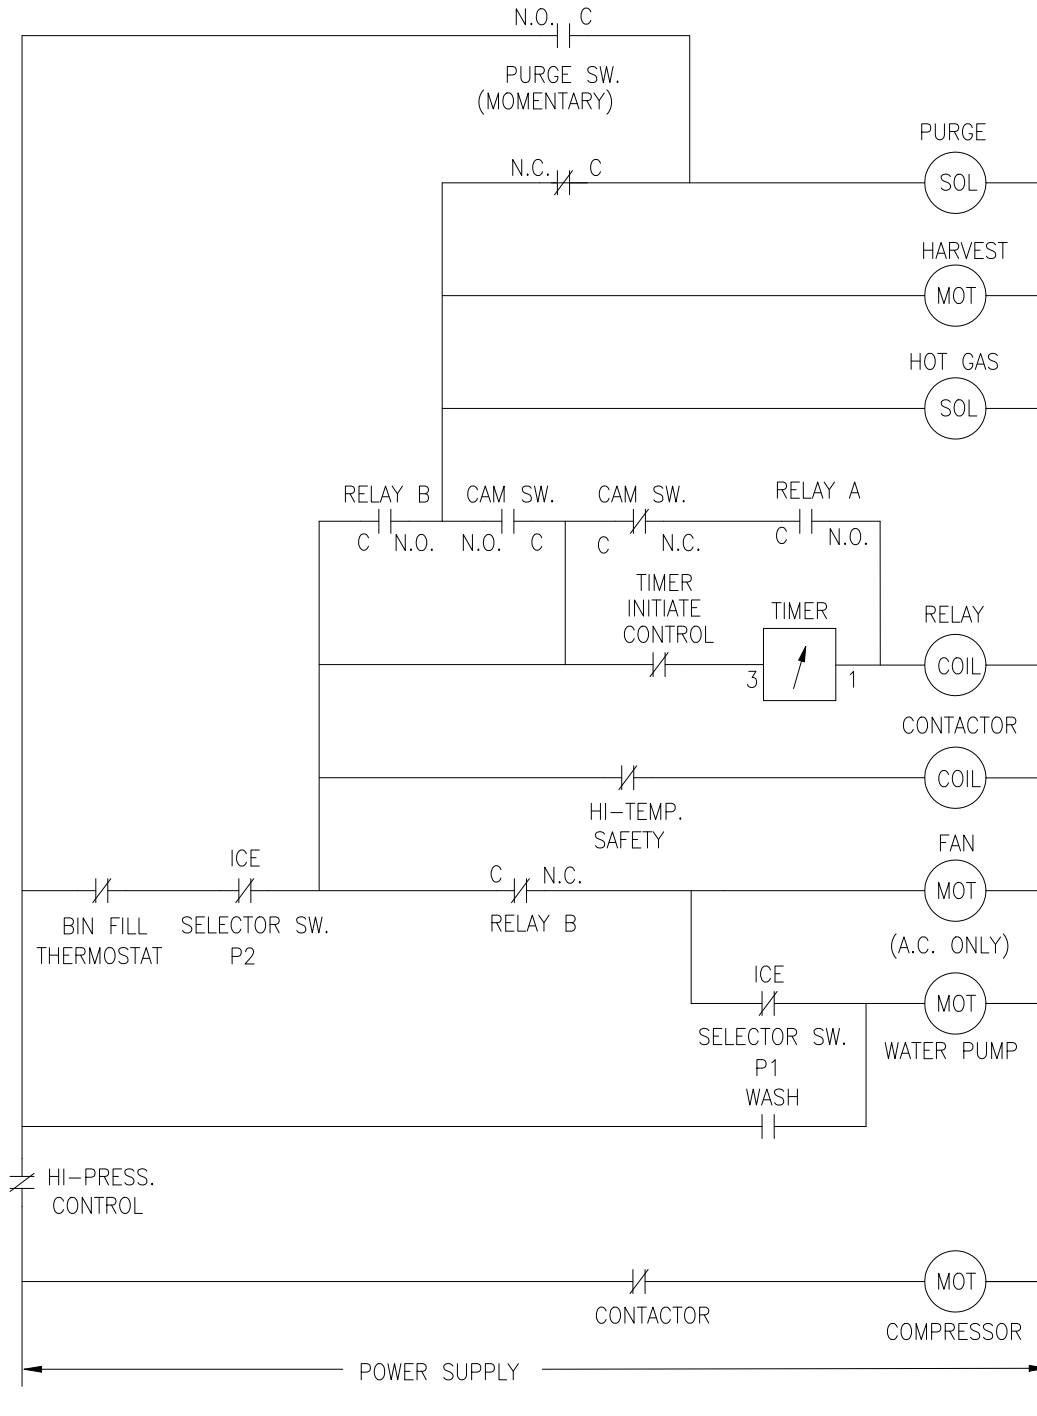 N.O. C
PURGE SW.
(MOMENTARY)
PURGE
N.C. C
SOL
HARVEST
MOT
HOT GAS
SOL
RELAY B CAM SW. CAM SW. RELAY A
C N.O. N.O. C C N.C. C N.O.
TIMER
INITIATE
CONTROL
TIMER
RELAY
3 1
COIL
CONTACTOR
COIL
HI-TEMP.
SAFETY
FAN
ICE
C N.C.
MOT
BIN FILL
THERMOSTAT
SELECTOR SW.
P2
RELAY B
(A.C. ONLY)
ICE
MOT
SELECTOR SW.
P1
WATER PUMP
WASH
HI-PRESS.
CONTROL
MOT
CONTACTOR
COMPRESSOR
POWER SUPPLY